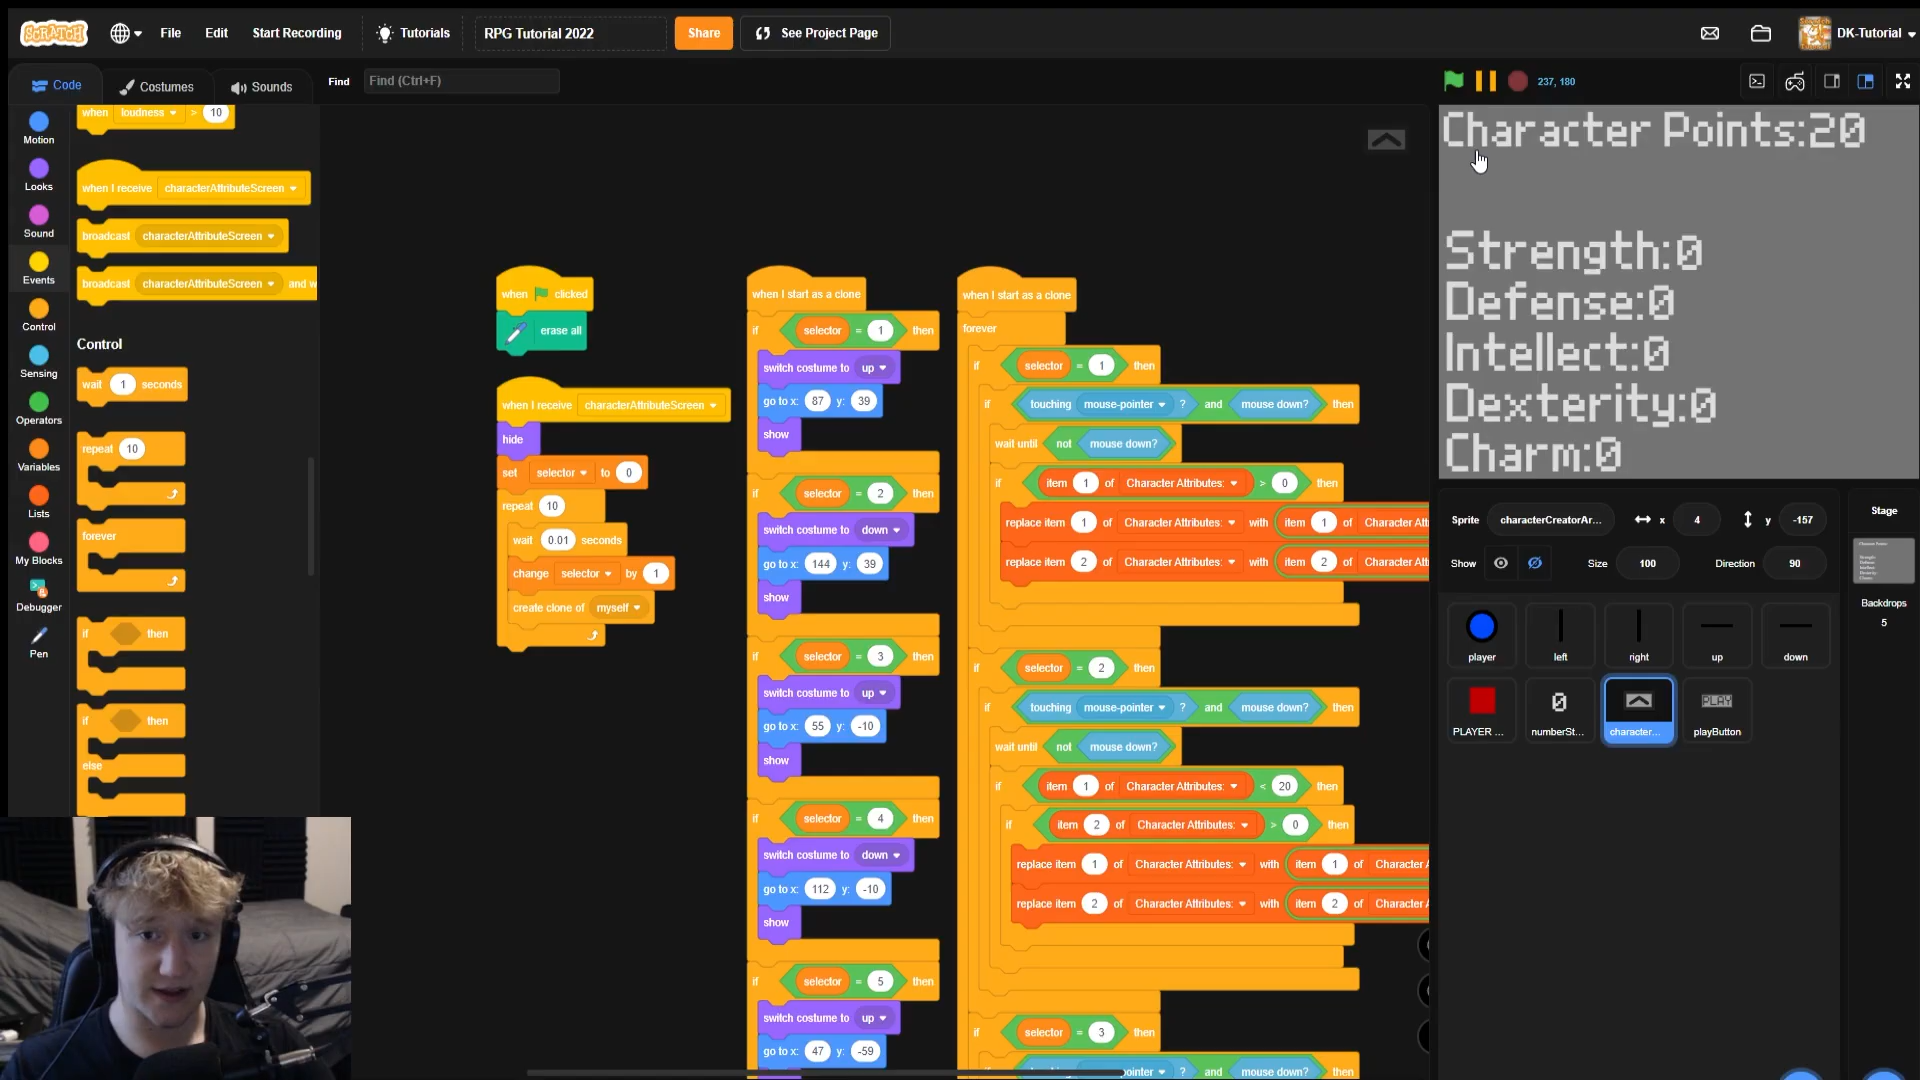 SCRATCH
File
Edit
Start Recording
Tutorials
RPG Tutorial 2022
Share
See Project Page
DK-Tutorial
Code
Costumes
Sounds
Find
Find (Ctrl+F)
237, 180
Motion
Looks
Sound
Events
Control
Sensing
Operators
Variables
Lists
My Blocks
Debugger
Pen
when loudness > 10
when I receive characterAttributeScreen
broadcast characterAttributeScreen
broadcast characterAttributeScreen and w
Control
wait 1 seconds
repeat 10
forever
if then
if then
else
when clicked
erase all
when I receive characterAttributeScreen
hide
set selector to 0
repeat 10
wait 0.01 seconds
change selector by 1
create clone of myself
when I start as a clone
if selector = 1 then
switch costume to up
go to x: 87 y: 39
show
if selector = 2 then
switch costume to down
go to x: 144 y: 39
show
if selector = 3 then
switch costume to up
go to x: 55 y: -10
show
if selector = 4 then
switch costume to down
go to x: 112 y: -10
show
if selector = 5 then
switch costume to up
go to x: 47 y: -59
when I start as a clone
forever
if selector = 1 then
if touching mouse-pointer ? and mouse down? then
wait until not mouse down?
if item 1 of Character Attributes: > 0 then
replace item 1 of Character Attributes: with item 1 of Character Att
replace item 2 of Character Attributes: with item 2 of Character Att
if selector = 2 then
if touching mouse-pointer ? and mouse down? then
wait until not mouse down?
if item 1 of Character Attributes: < 20 then
if item 2 of Character Attributes: > 0 then
replace item 1 of Character Attributes: with item 1 of Character A
replace item 2 of Character Attributes: with item 2 of Character A
if selector = 3 then
touching pointer ? and mouse down? then
Character Points:20
Strength:0
Defense:0
Intellect:0
Dexterity:0
Charm:0
Sprite characterCreatorAr... x 4 y -157
Show Size 100 Direction 90
Stage
Backdrops
5
player
left
right
up
down
PLAYER ...
numberSt...
character...
PLAY
playButton